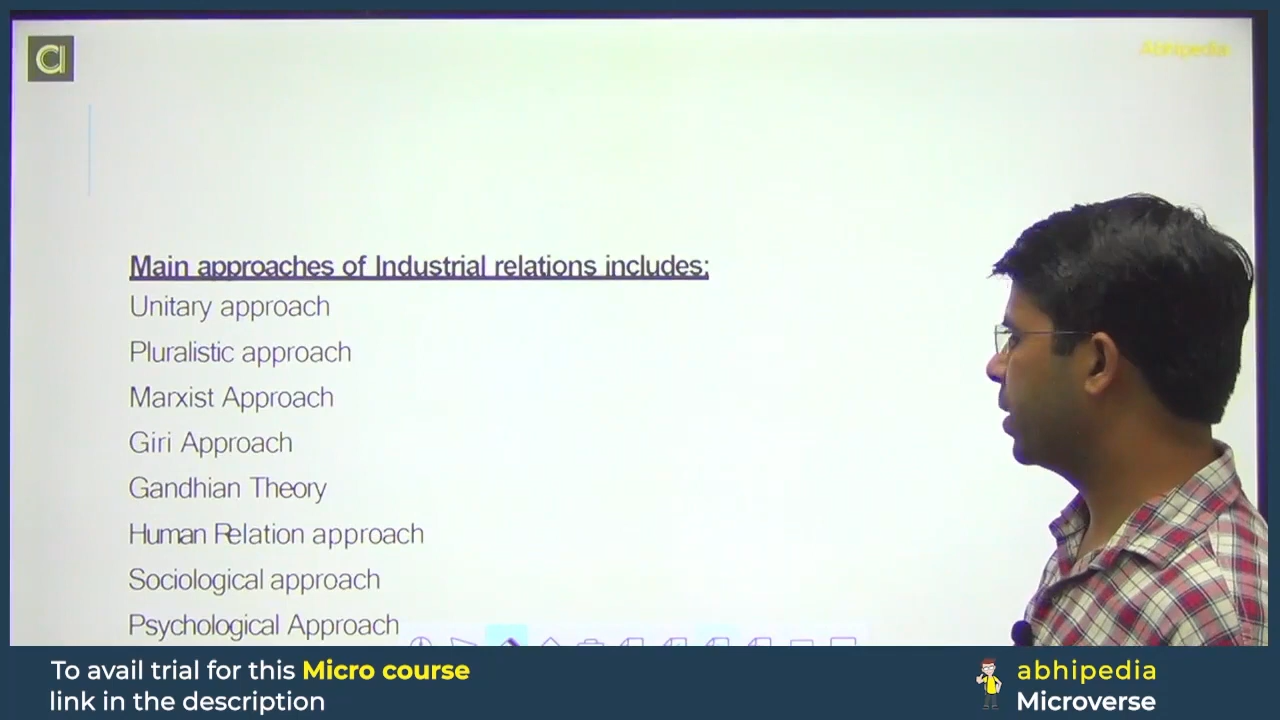 Abhipedia
Main approaches of Industrial relations includes;
Unitary approach
Pluralistic approach
Marxist Approach
Giri Approach
Gandhian Theory
Human Relation approach
Sociological approach
Psychological Approach
To avail trial for this Micro course
link in the description
abhipedia
Microverse